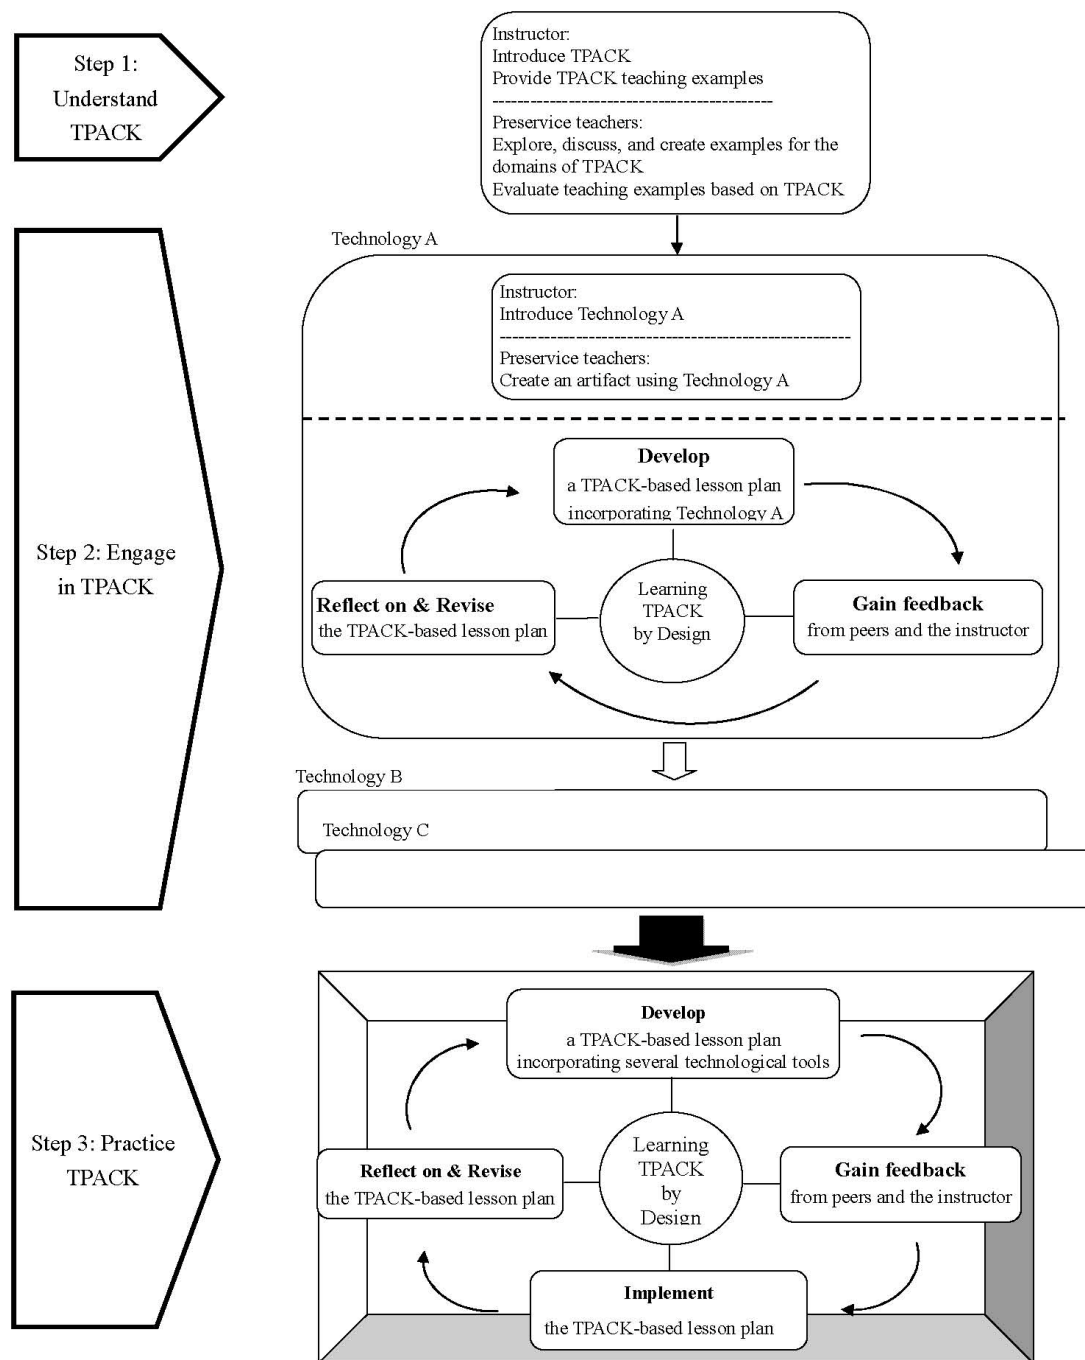 Step 1:
Understand
TPACK
Instructor:
Introduce TPACK
Provide TPACK teaching examples
Preservice teachers:
Explore, discuss, and create examples for the
domains of TPACK
Evaluate teaching examples based on TPACK
Step 2: Engage
in TPACK
Technology A
Instructor:
Introduce Technology A
Preservice teachers:
Create an artifact using Technology A
Develop
a TPACK-based lesson plan
incorporating Technology A
Reflect on & Revise
the TPACK-based lesson plan
Learning
TPACK
by Design
Gain feedback
from peers and the instructor
Technology B
Technology C
Step 3: Practice
TPACK
Develop
a TPACK-based lesson plan
incorporating several technological tools
Reflect on & Revise
the TPACK-based lesson plan
Learning
TPACK
by
Design
Gain feedback
from peers and the instructor
Implement
the TPACK-based lesson plan